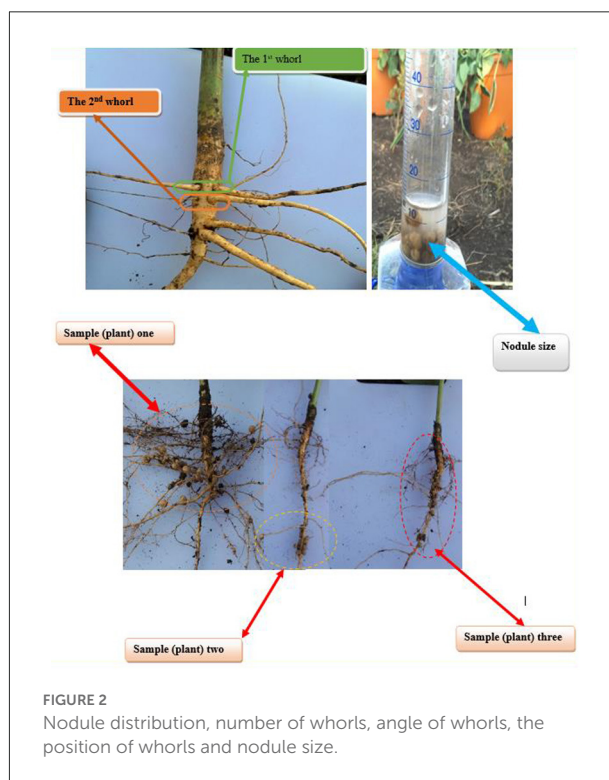 The 1st whorl
The 2nd whorl
40
30
20
10
Sample (plant) one
Nodule size
l
Sample (plant) two
Sample (plant) three
FIGURE 2
Nodule distribution, number of whorls, angle of whorls, the
position of whorls and nodule size.